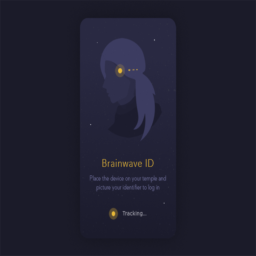 Brainwave ID
Place the device on your temple and
picture your identifier to log in
Tracking...